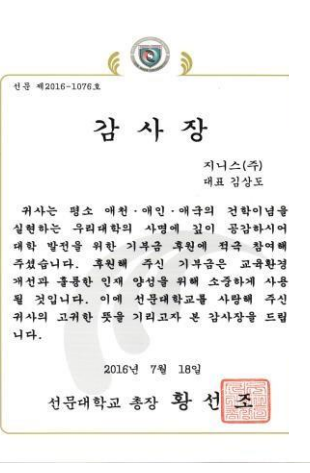 선문 제2016-1076호
감 사 장
지니스(주)
대표 김상도
귀사는 평소 애천·애인·애국의 건학이념을
실현하는 우리대학의 사명에 깊이 공감하시어
대학 발전을 위한 기부금 후원에 적극 참여해
주셨습니다. 후원해 주신 기부금은 교육환경
개선과 훌륭한 인재 양성을 위해 소중하게 사용
될 것입니다. 이에 선문대학교를 사랑해 주신
귀사의 고귀한 뜻을 기리고자 본 감사장을 드립
니다.
2016년 7월 18일
선문대학교 총장 황 선 조